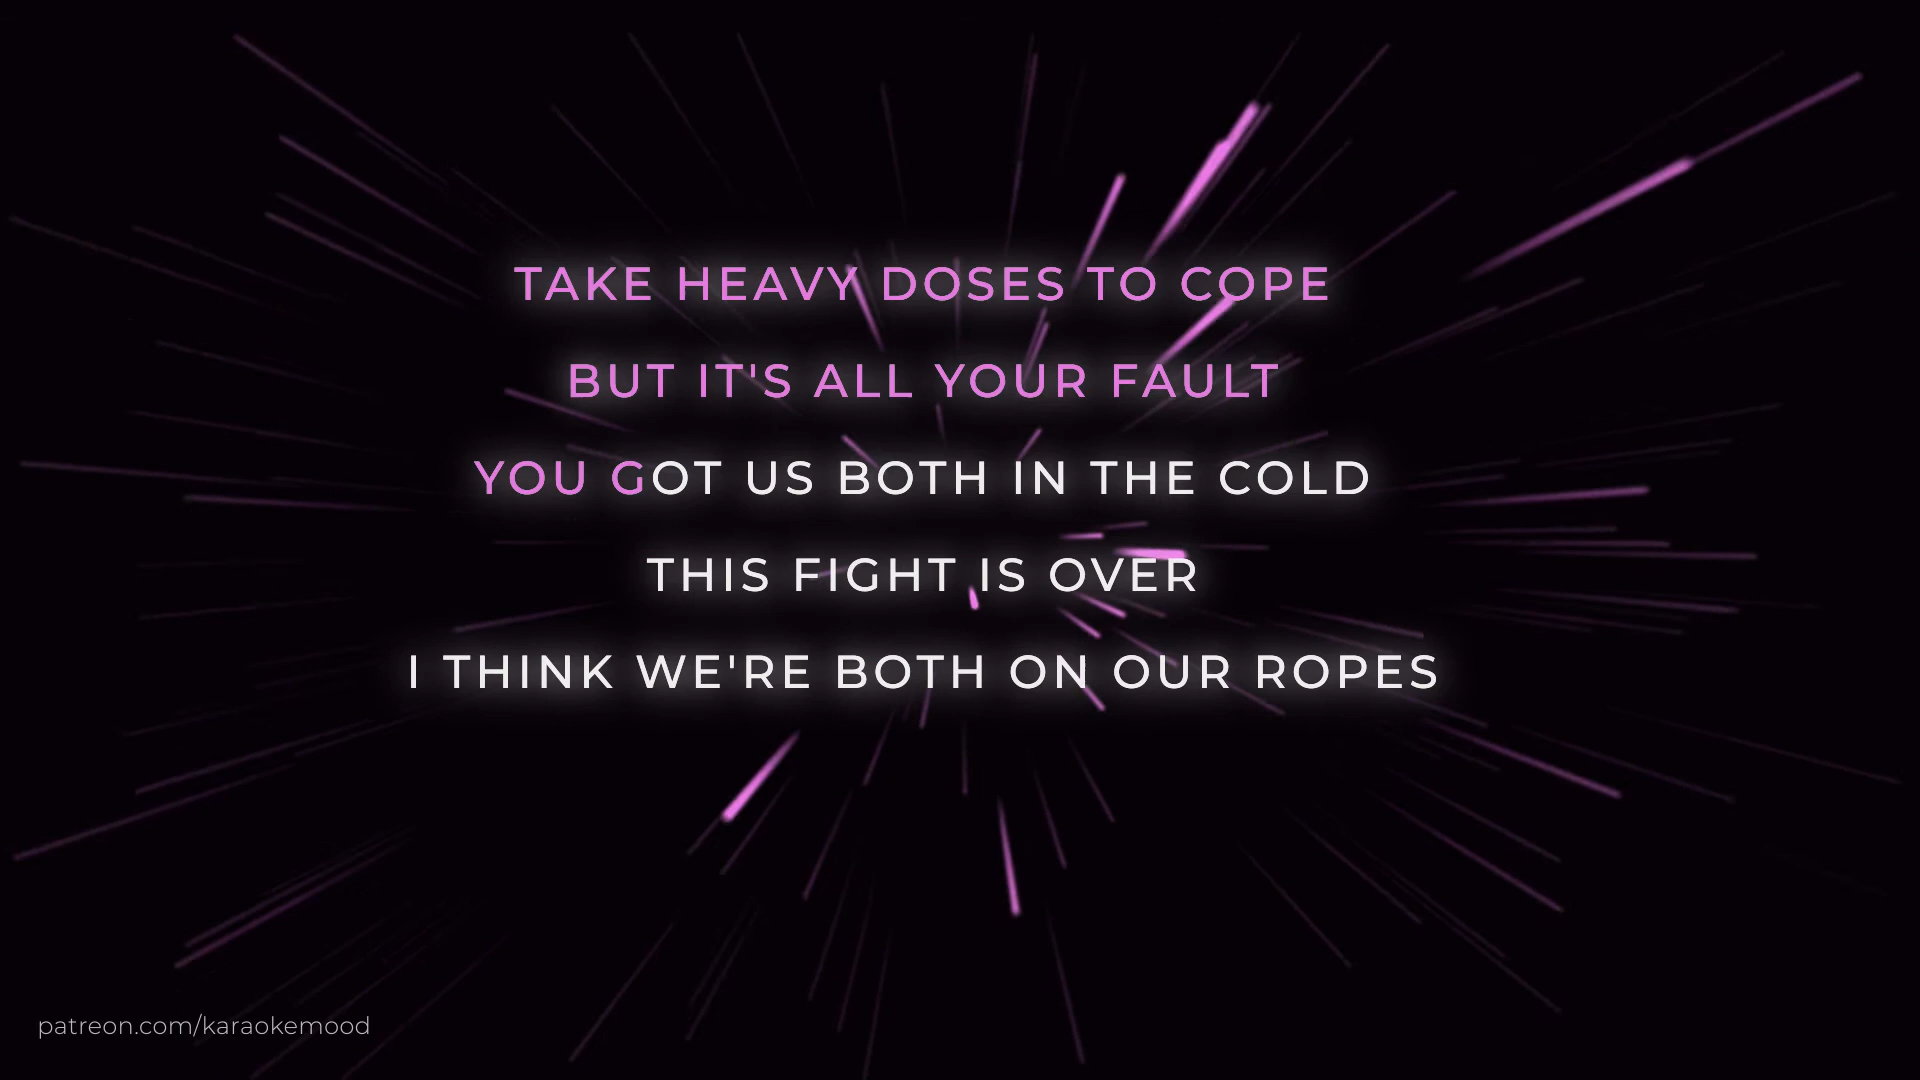 TAKE HEAVY DOSES TO COPE
BUT IT'S ALL YOUR FAULT
YOU GOT US BOTH IN THE COLD
THIS FIGHT IS OVER
I THINK WE'RE BOTH ON OUR ROPES
patreon.com/karaokemood